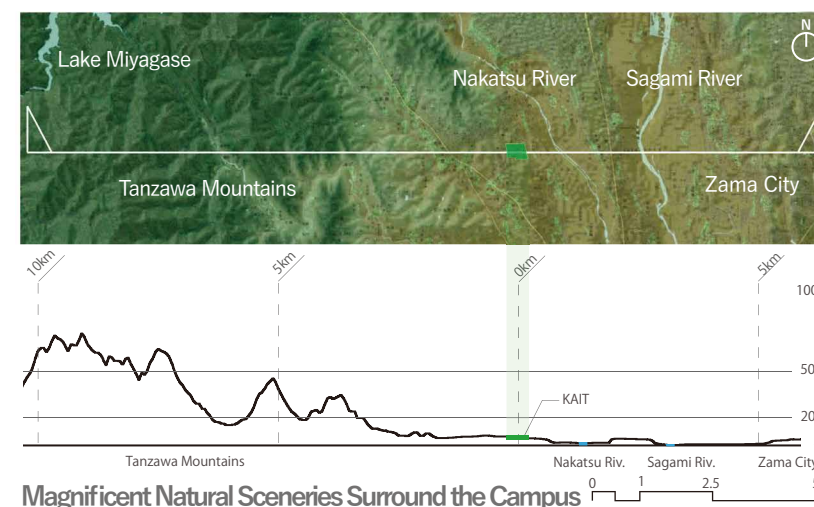 N
Lake Miyagase
Nakatsu River
Sagami River
Tanzawa Mountains
Zama City
10km
5km
0km
5km
100
50
20
KAIT
Tanzawa Mountains
Nakatsu Riv.
Sagami Riv.
Zama City
Magnificent Natural Sceneries Surround the Campus
0 1 2.5